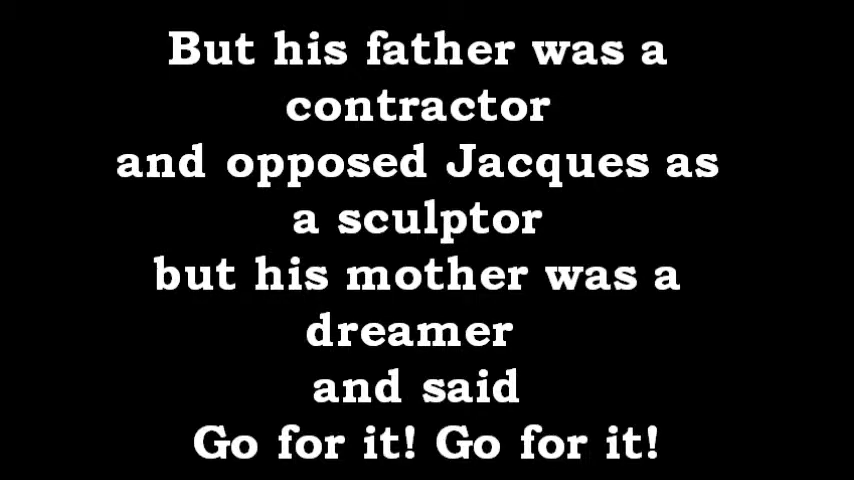 But his father was a
contractor
and opposed Jacques as
a sculptor
but his mother was a
dreamer
and said
Go for it! Go for it!